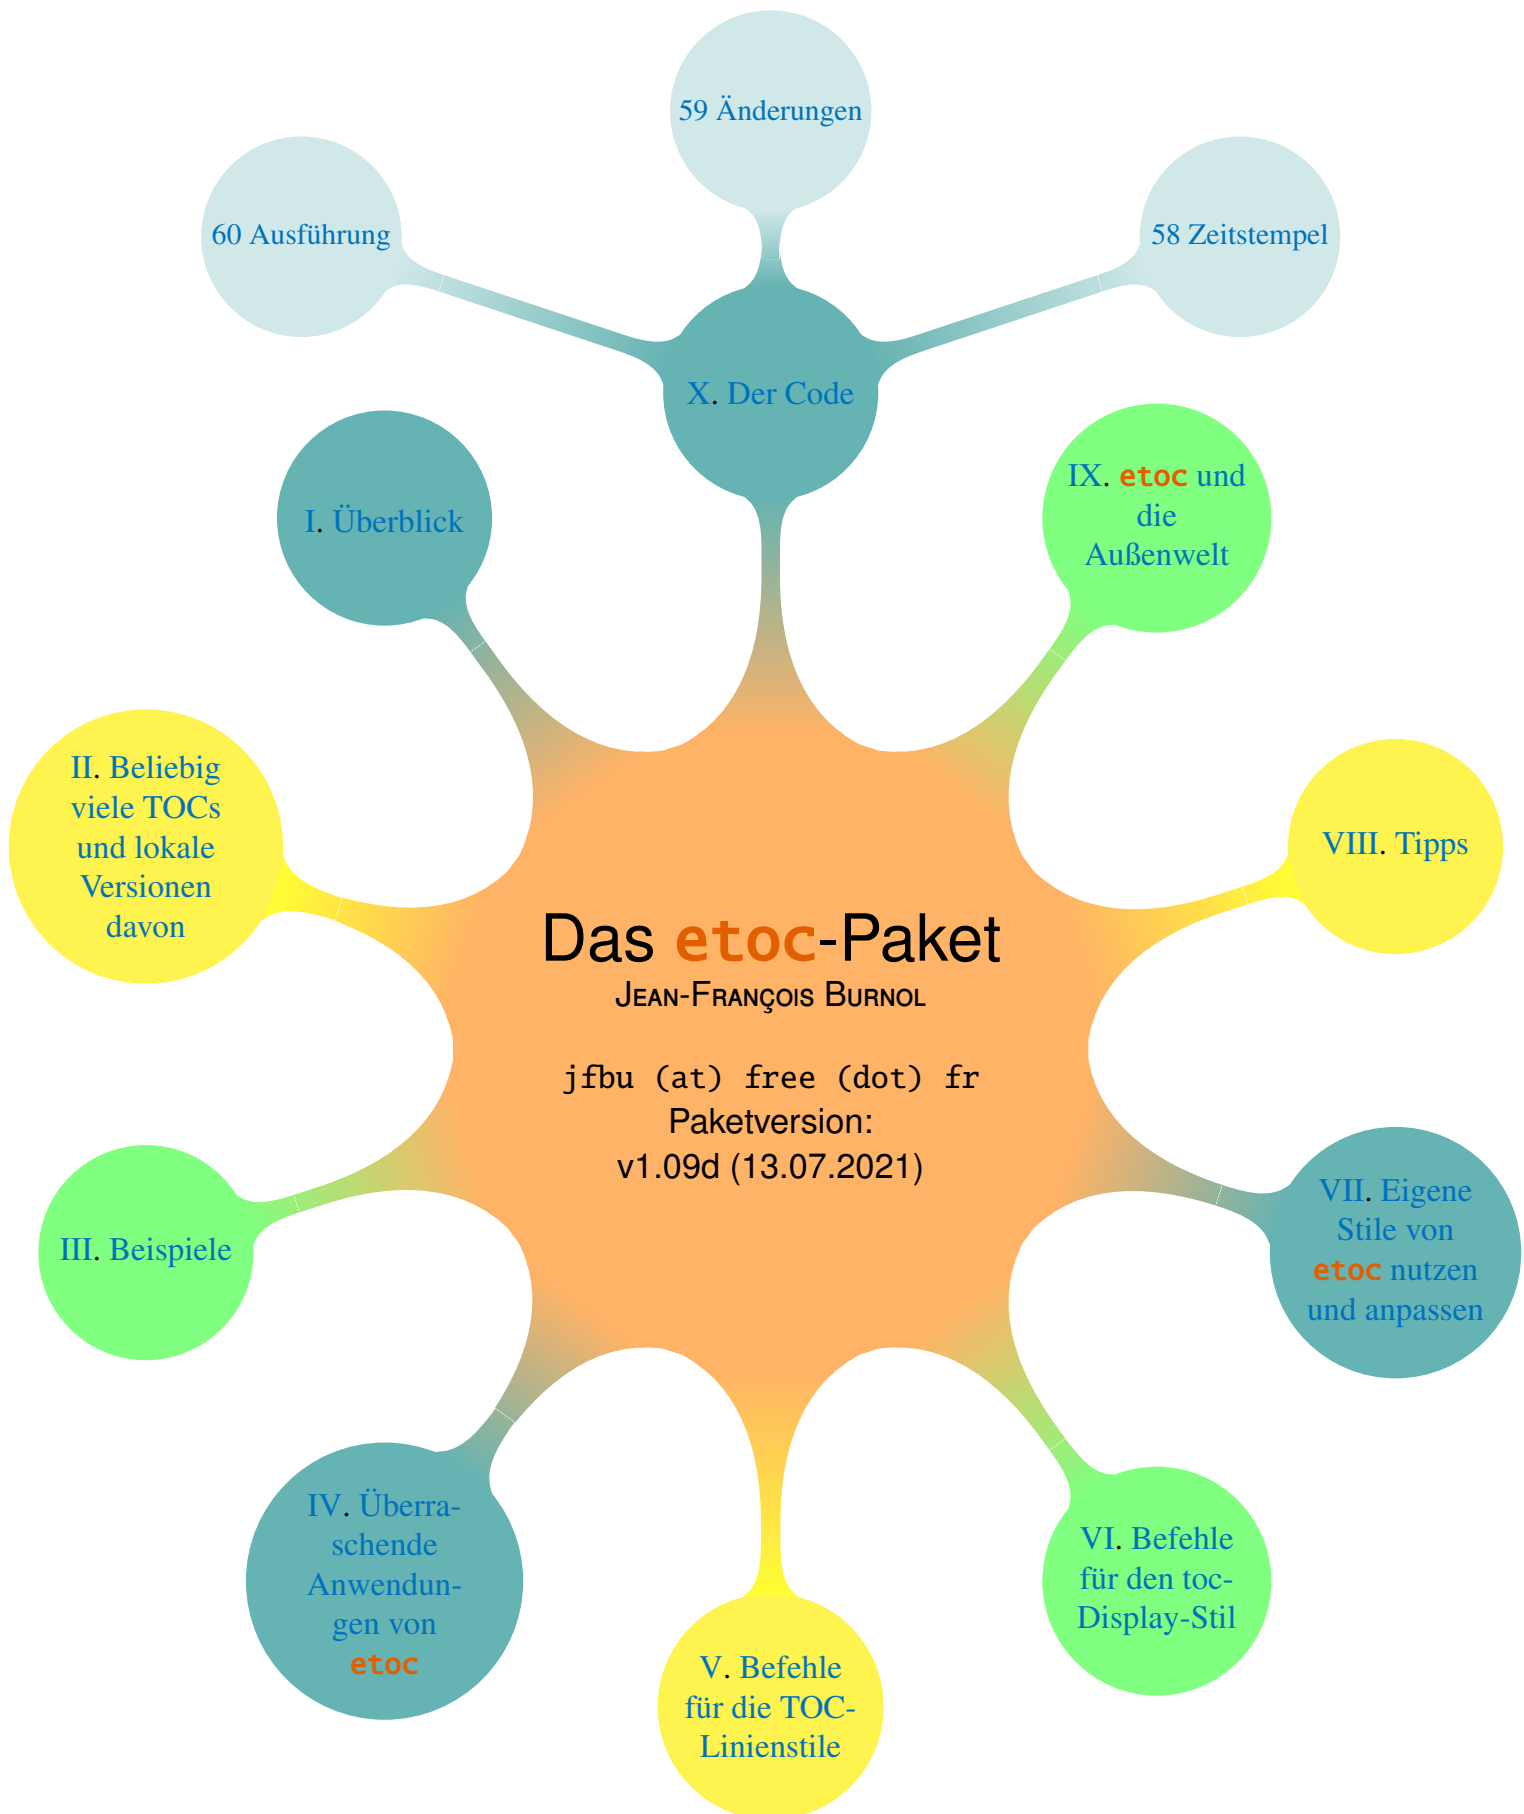 59 Änderungen
60 Ausführung
58 Zeitstempel
X. Der Code
I. Überblick
IX. etoc und
die
Außenwelt
II. Beliebig
viele TOCs
und lokale
Versionen
davon
VIII. Tipps
Das etoc-Paket
Jean-François Burnol
jfbu (at) free (dot) fr
Paketversion:
v1.09d (13.07.2021)
III. Beispiele
VII. Eigene
Stile von
etoc nutzen
und anpassen
IV. Überra-
schende
Anwendun-
gen von
etoc
VI. Befehle
für den toc-
Display-Stil
V. Befehle
für die TOC-
Linienstile